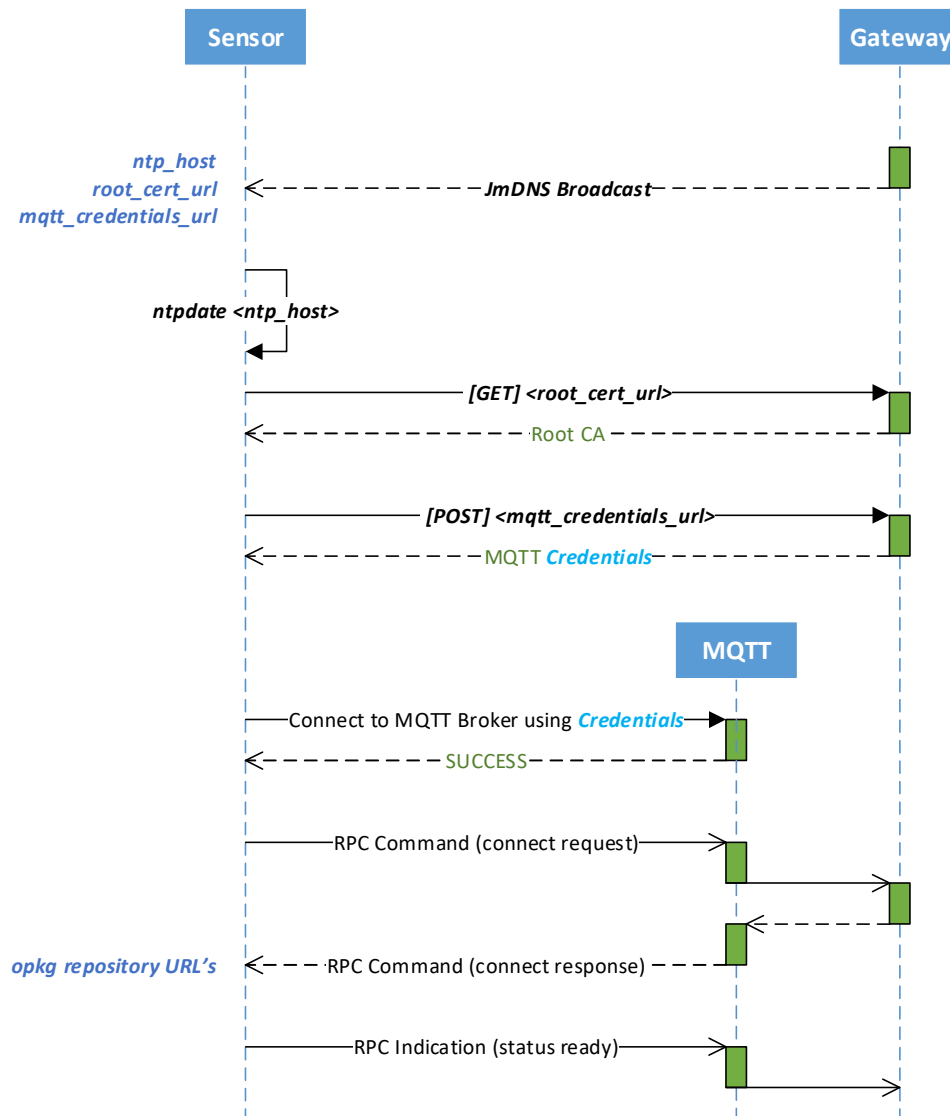 Sensor
Gateway
ntp_host
root_cert_url
mqtt_credentials_url
JmDNS Broadcast
ntpdate <ntp_host>
[GET] <root_cert_url>
Root CA
[POST] <mqtt_credentials_url>
MQTT Credentials
MQTT
Connect to MQTT Broker using Credentials
SUCCESS
RPC Command (connect request)
opkg repository URL's
RPC Command (connect response)
RPC Indication (status ready)